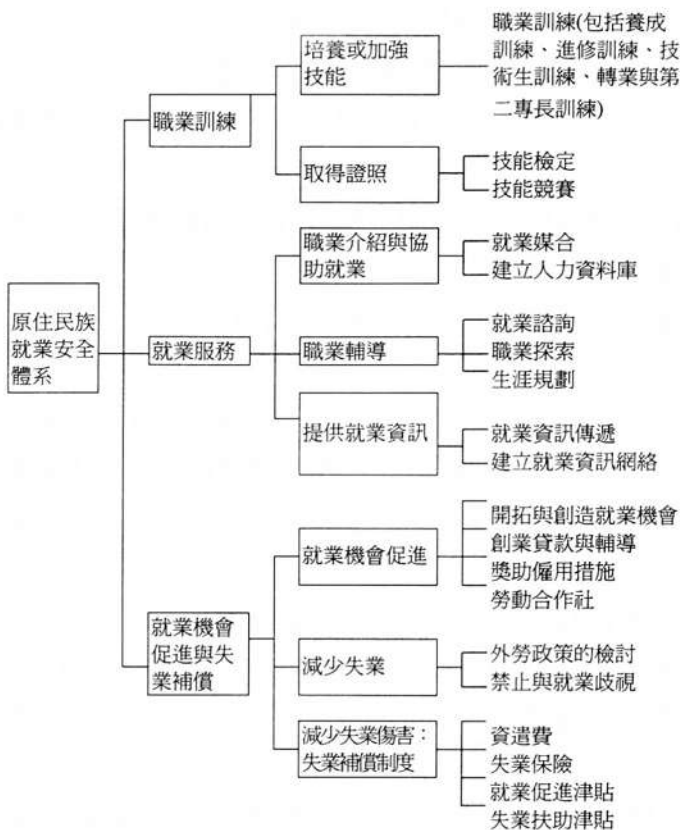 原住民族
就業安全
體系
職業訓練
培養或加強
技能
職業訓練(包括養成
訓練、進修訓練、技
術生訓練、轉業與第
二專長訓練)
取得證照
技能檢定
技能競賽
就業服務
職業介紹與協
助就業
就業媒合
建立人力資料庫
職業輔導
就業諮詢
職業探索
生涯規劃
提供就業資訊
就業資訊傳遞
建立就業資訊網絡
就業機會
促進與失
業補償
就業機會促進
開拓與創造就業機會
創業貸款與輔導
獎助僱用措施
勞動合作社
減少失業
外勞政策的檢討
禁止與就業歧視
減少失業傷害：
失業補償制度
資遣費
失業保險
就業促進津貼
失業扶助津貼